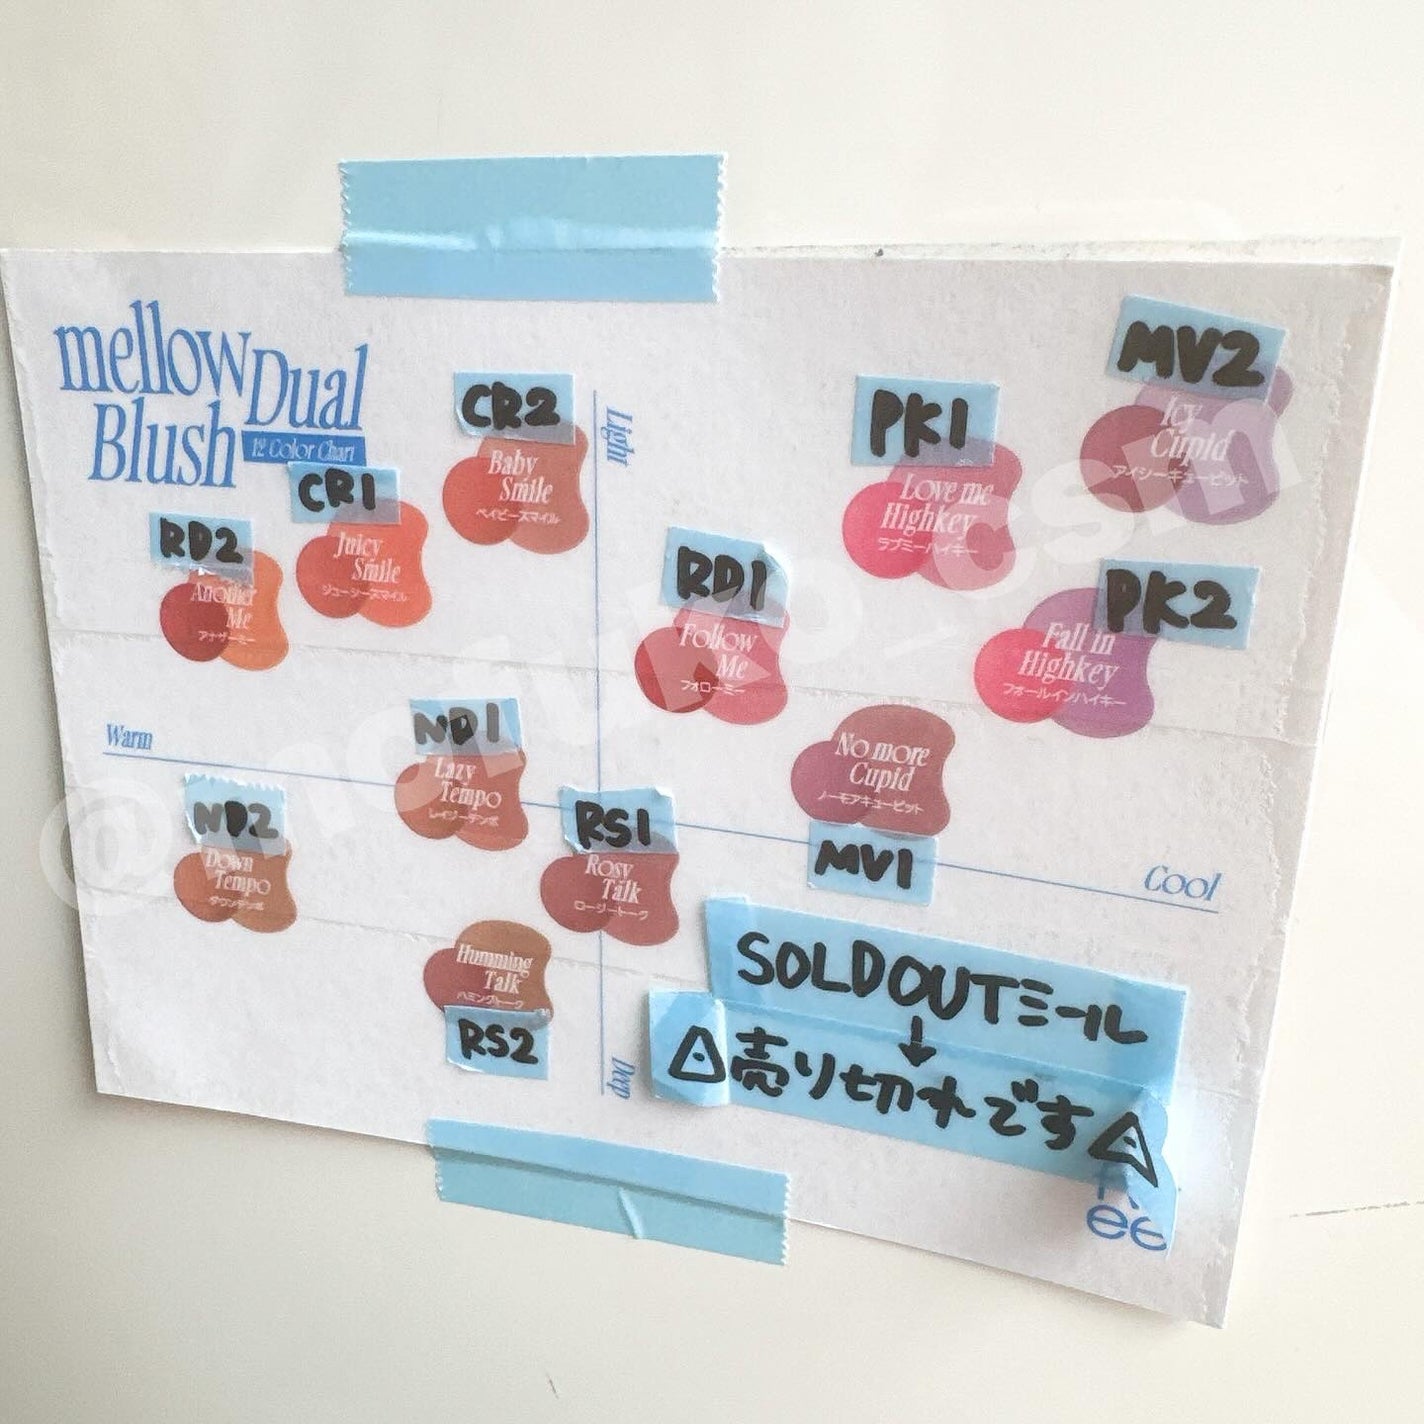 mellow Dual
Blush 12 Color Chart
Light
CR2
Baby
Smile
ベイビースマイル
CR1
Juicy
Smile
ジューシースマイル
RD2
Another
Me
アナザーミー
MV2
Icy
Cupid
アイシーキューピット
PK1
Love me
Highkey
ラブミーハイキー
RD1
Follow
Me
フォローミー
PK2
Fall in
Highkey
フォールインハイキー
No more
Cupid
ノーモアキューピット
MV1
Warm
Cool
ND1
Lazy
Tempo
レイジーテンポ
ND2
Down
Tempo
ダウンテンポ
RS1
Rosy
Talk
ロージートーク
Humming
Talk
ハミングトーク
RS2
Deep
SOLD OUTミール
↓
⚠売り切れです⚠
ee